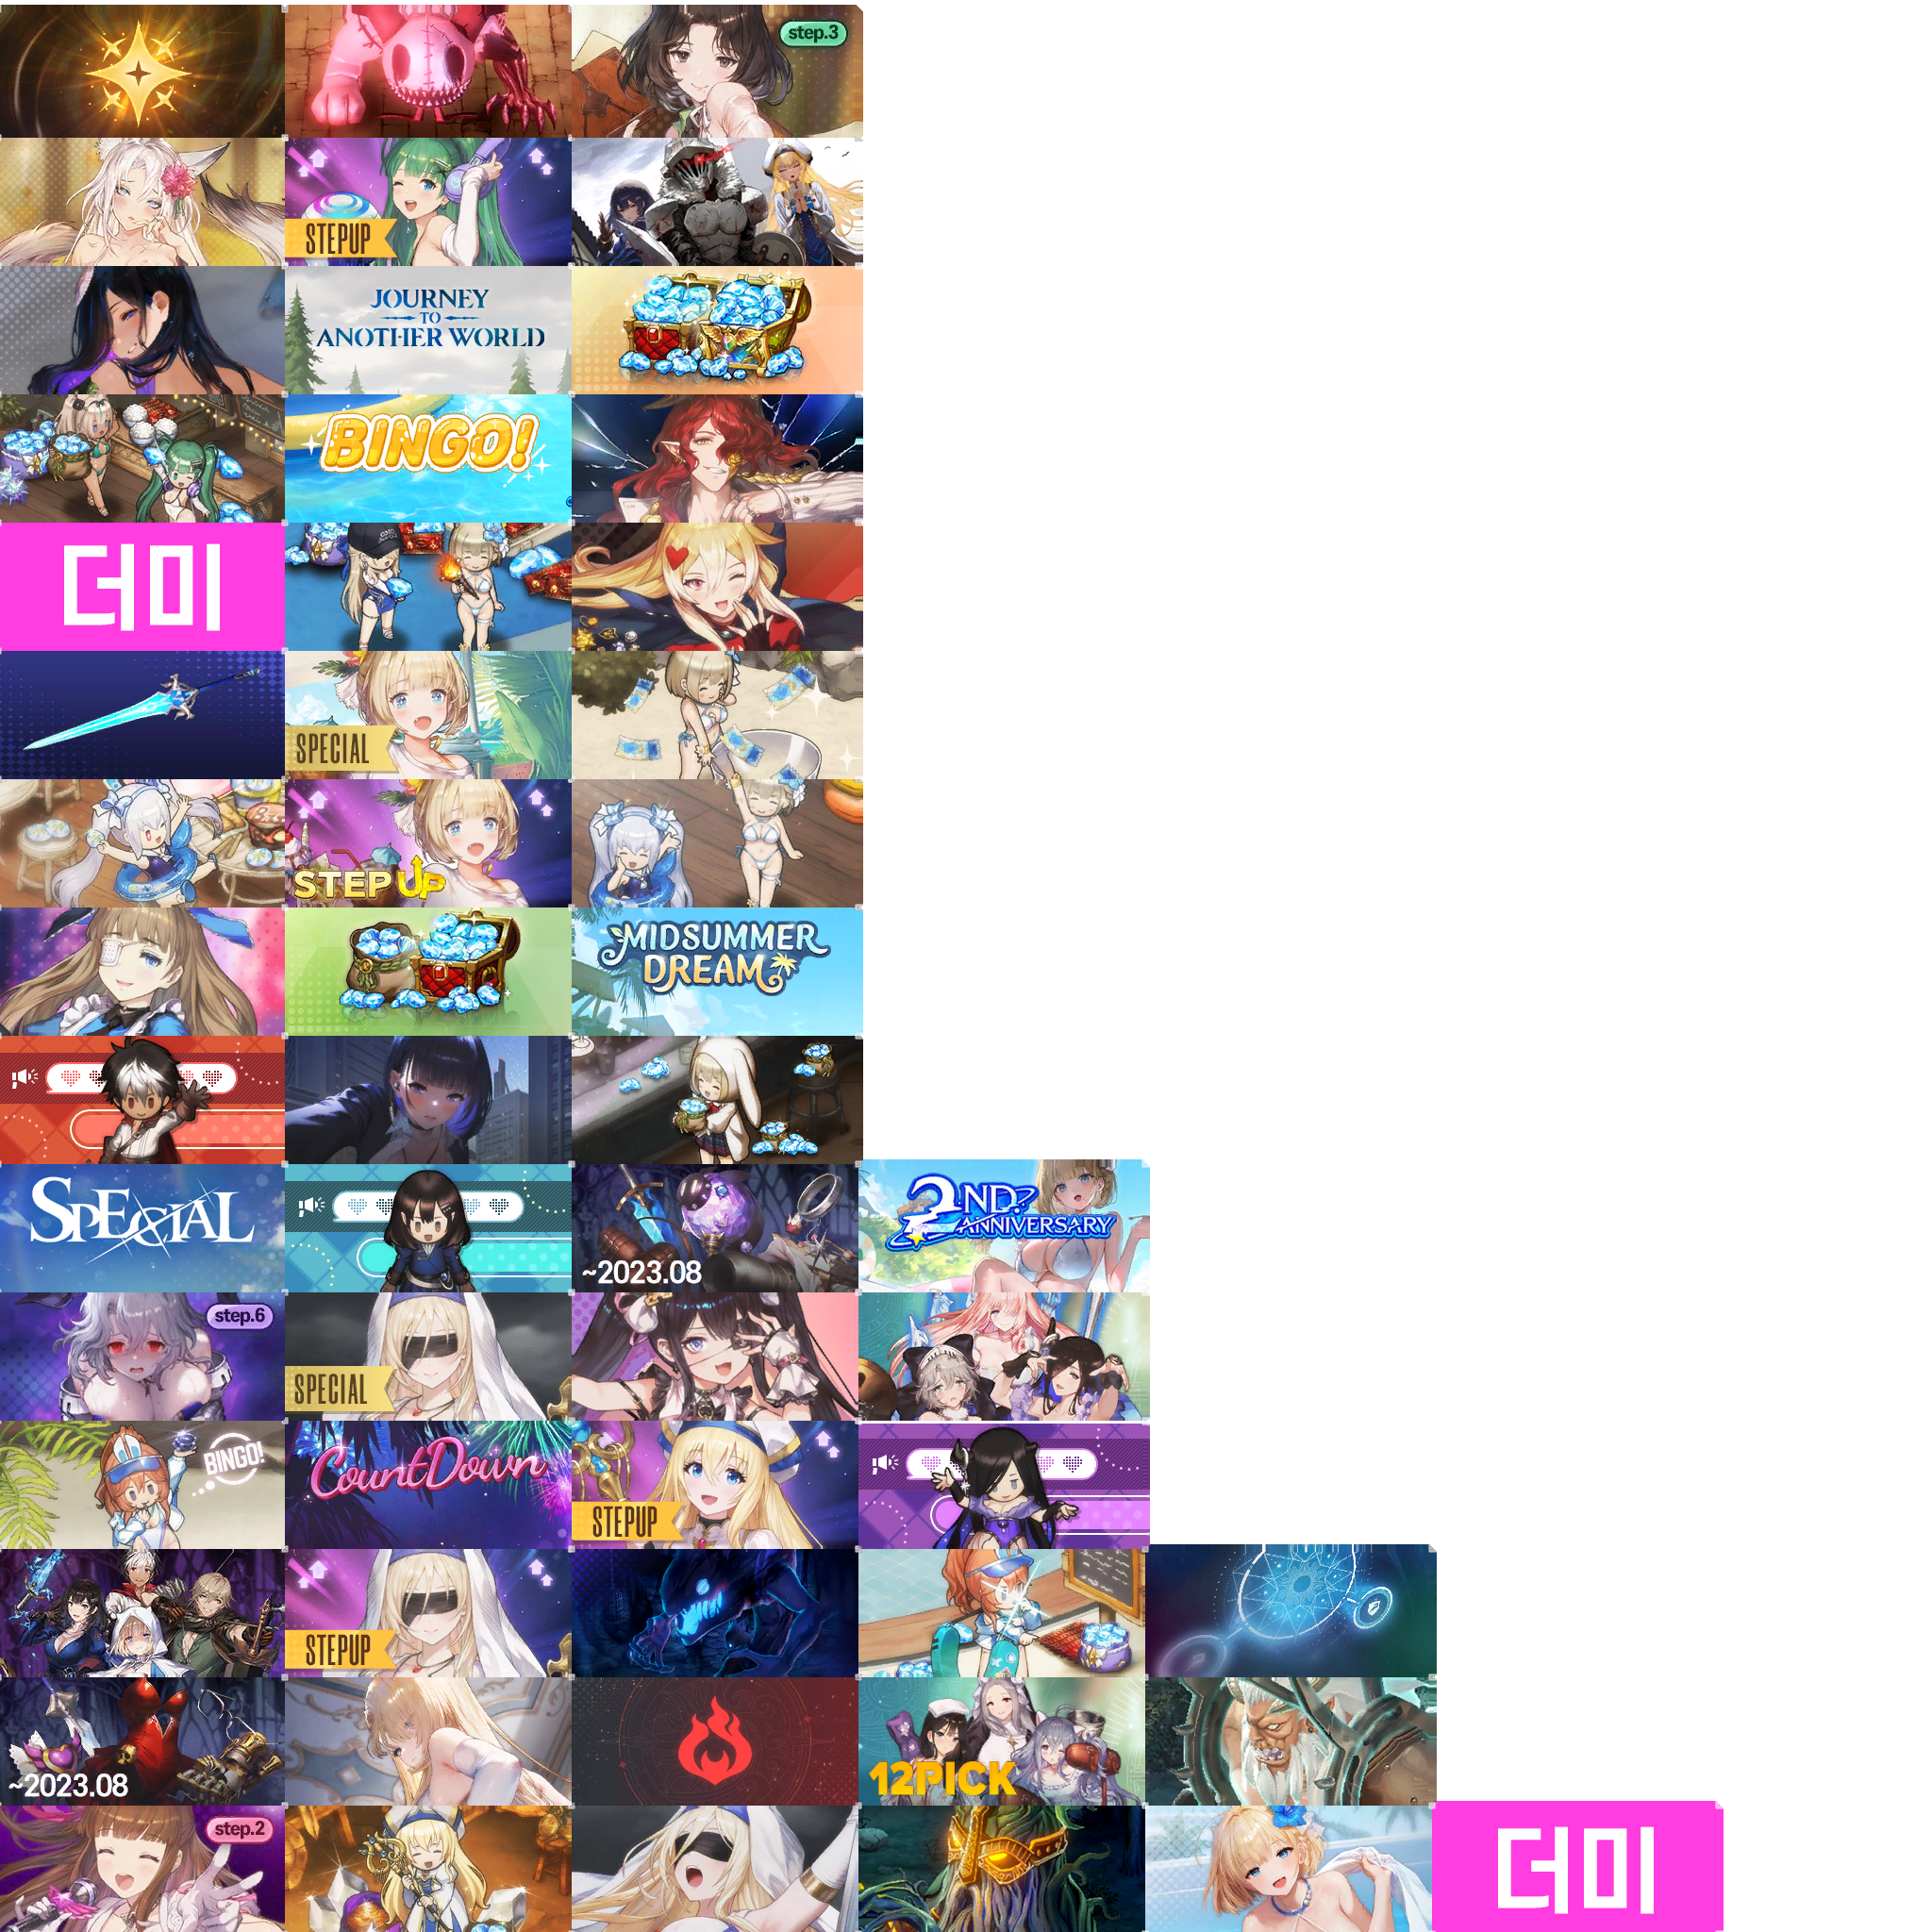 step.3
STEPUP
JOURNEY
TO
ANOTHER WORLD
BINGO!
더미
SPECIAL
STEP UP
MIDSUMMER
DREAM
SPECIAL
~2023.08
2ND
ANNIVERSARY
step.6
SPECIAL
BINGO!
CountDown
STEPUP
STEPUP
~2023.08
12PICK
step.2
더미